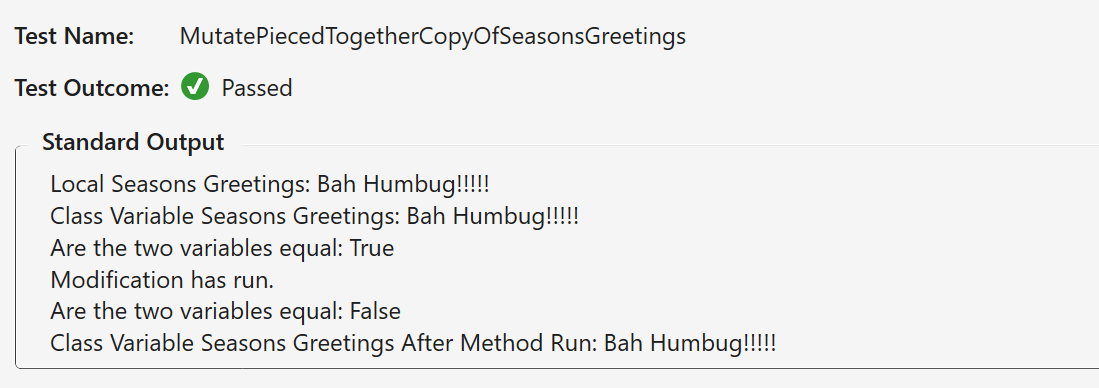 Test Name: MutatePiecedTogetherCopyOfSeasonsGreetings
Test Outcome: Passed
Standard Output
Local Seasons Greetings: Bah Humbug!!!!!
Class Variable Seasons Greetings: Bah Humbug!!!!!
Are the two variables equal: True
Modification has run.
Are the two variables equal: False
Class Variable Seasons Greetings After Method Run: Bah Humbug!!!!!